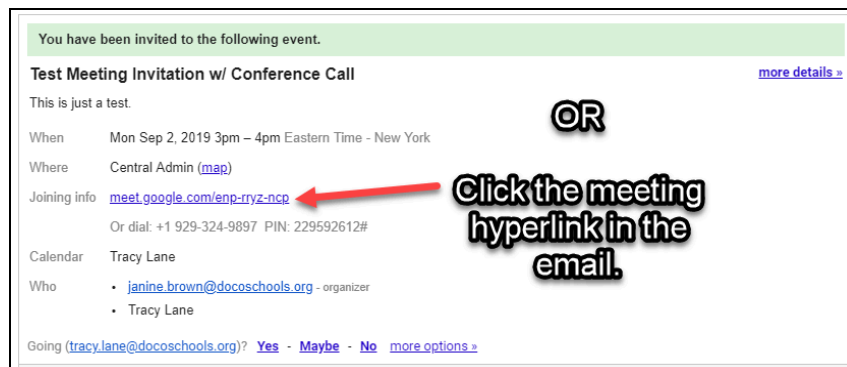 You have been invited to the following event.
Test Meeting Invitation w/ Conference Call
more details »
This is just a test.
OR
When Mon Sep 2, 2019 3pm – 4pm Eastern Time - New York
Where Central Admin (map)
Joining info meet.google.com/enp-rryz-ncp
Click the meeting
hyperlink in the
email.
Or dal: +1 929-324-9897 PIN: 229592612#
Calendar Tracy Lane
Who • janine.brown@docoschools.org - organizer
• Tracy Lane
Going (tracy.lane@docoschools.org)? Yes - Maybe - No more options »